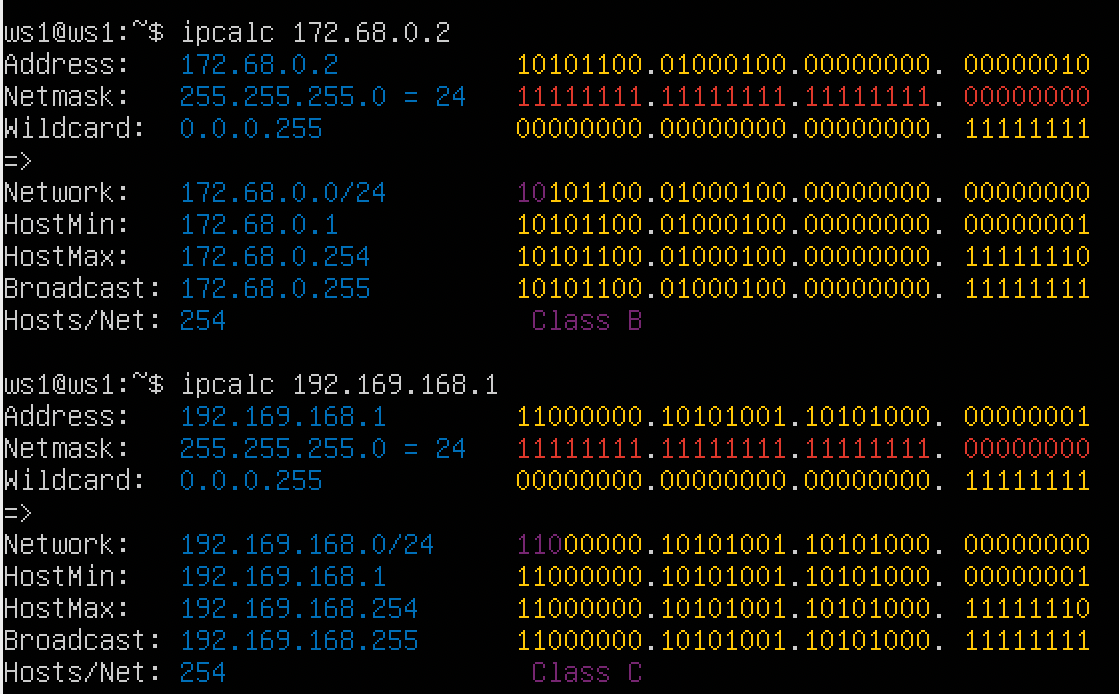 ws1@ws1:~$ ipcalc 172.68.0.2
Address:   172.68.0.2            10101100.01000100.00000000. 00000010
Netmask:   255.255.255.0 = 24    11111111.11111111.11111111. 00000000
Wildcard:  0.0.0.255             00000000.00000000.00000000. 11111111
=>
Network:   172.68.0.0/24         10101100.01000100.00000000. 00000000
HostMin:   172.68.0.1            10101100.01000100.00000000. 00000001
HostMax:   172.68.0.254          10101100.01000100.00000000. 11111110
Broadcast: 172.68.0.255          10101100.01000100.00000000. 11111111
Hosts/Net: 254                    Class B
ws1@ws1:~$ ipcalc 192.169.168.1
Address:   192.169.168.1         11000000.10101001.10101000. 00000001
Netmask:   255.255.255.0 = 24    11111111.11111111.11111111. 00000000
Wildcard:  0.0.0.255             00000000.00000000.00000000. 11111111
=>
Network:   192.169.168.0/24      11000000.10101001.10101000. 00000000
HostMin:   192.169.168.1         11000000.10101001.10101000. 00000001
HostMax:   192.169.168.254       11000000.10101001.10101000. 11111110
Broadcast: 192.169.168.255       11000000.10101001.10101000. 11111111
Hosts/Net: 254                    Class C